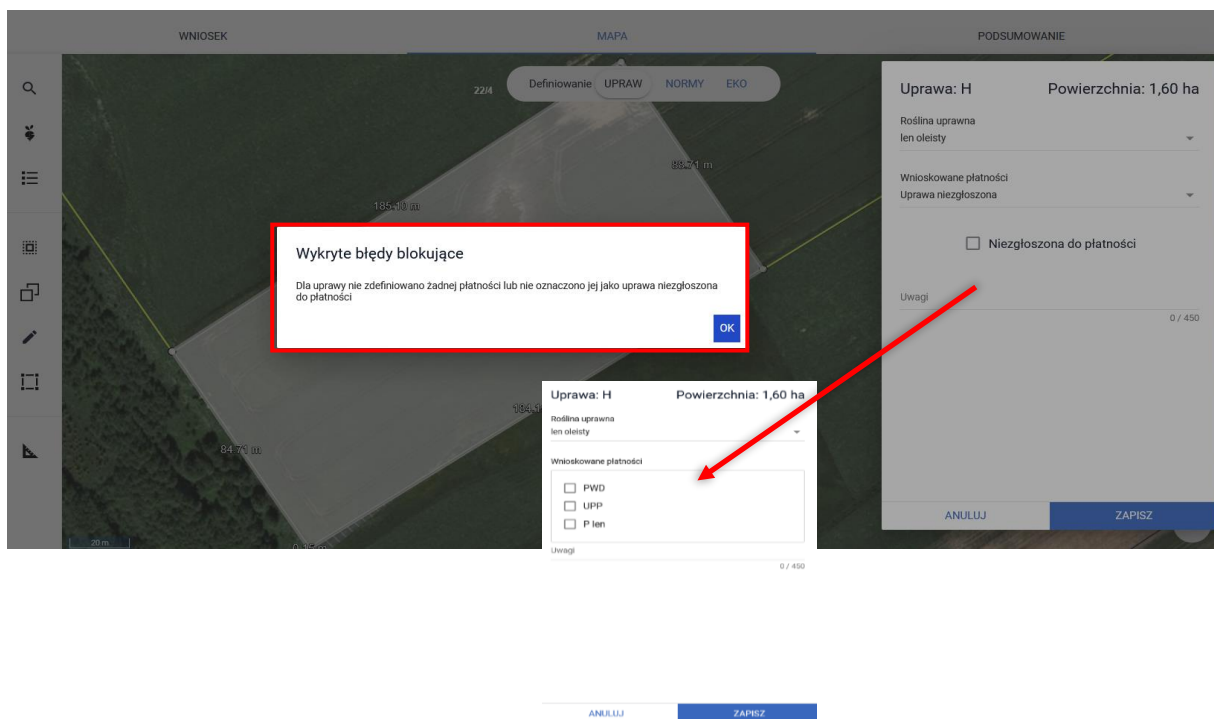 WNIOSEK
MAPA
PODSUMOWANIE
22/4
Definiowanie UPRAW NORMY EKO
82.71 m
185.10 m
Uprawa: H Powierzchnia: 1,60 ha
Roślina uprawna
len oleisty
Wnioskowane płatności
Uprawa niezgłoszona
Niezgłoszona do płatności
Uwagi
0 / 450
ANULUJ ZAPISZ
Wykryte błędy blokujące
Dla uprawy nie zdefiniowano żadnej płatności lub nie oznaczono jej jako uprawa niezgłoszona
do płatności
OK
84.71 m
20 m
Uprawa: H Powierzchnia: 1,60 ha
Roślina uprawna
len oleisty
Wnioskowane płatności
PWD
UPP
P len
Uwagi
0 / 450
ANULUJ ZAPISZ